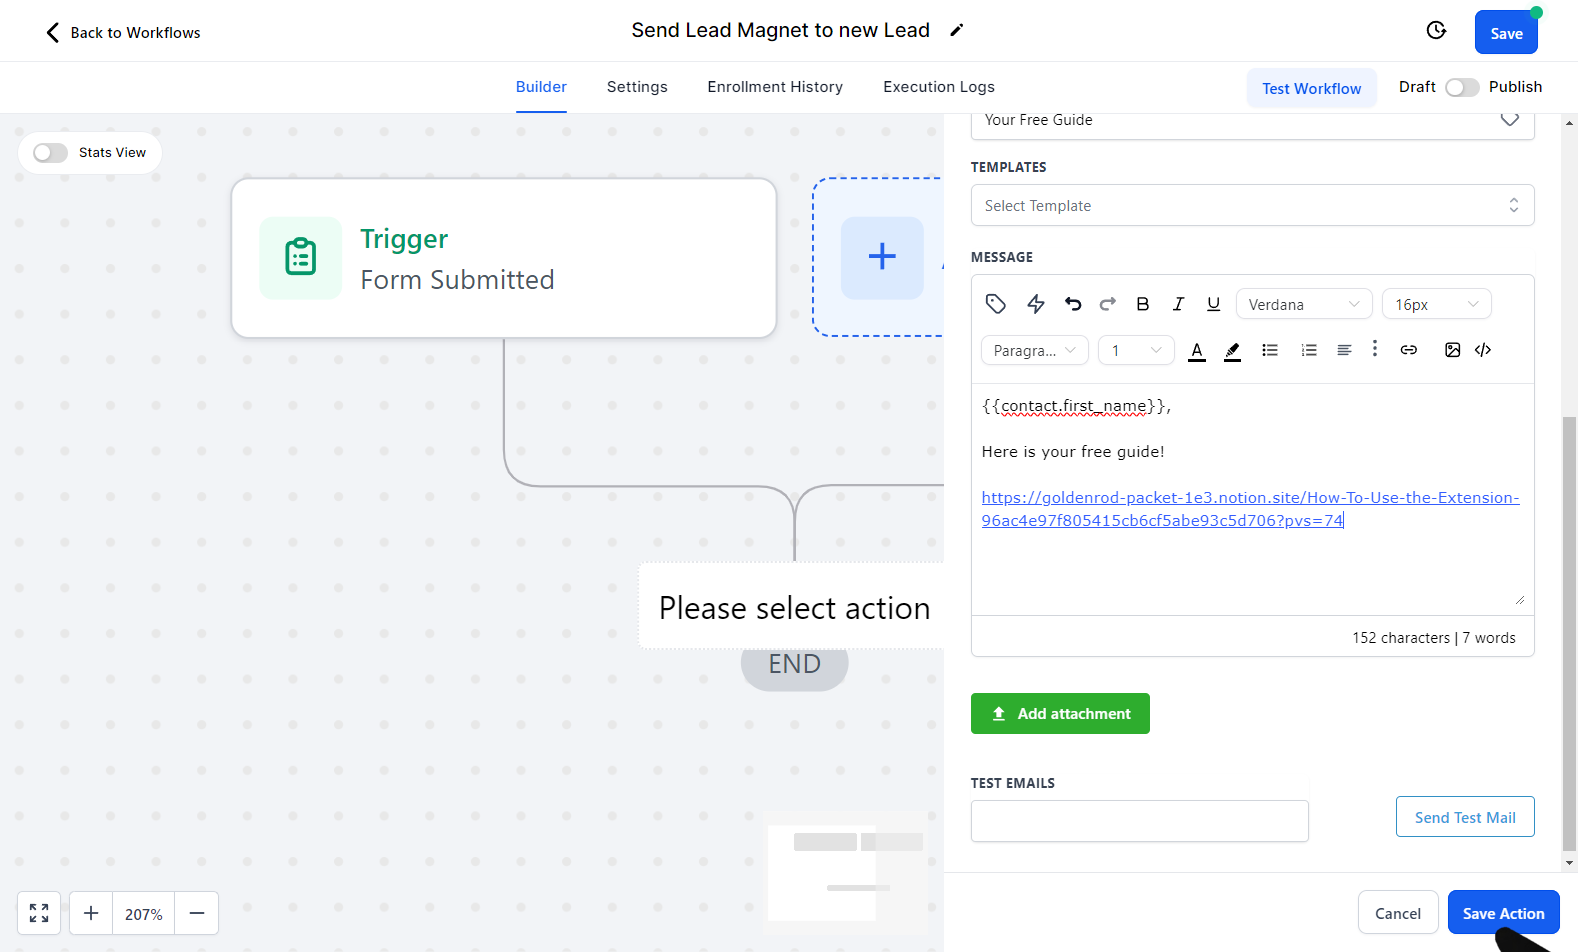 Back to Workflows
Send Lead Magnet to new Lead
Save
Builder
Settings
Enrollment History
Execution Logs
Test Workflow
Draft
Publish
Stats View
Trigger
Form Submitted
Please select action
END
207%
Your Free Guide
TEMPLATES
Select Template
MESSAGE
B
I
U
Verdana
16px
Paragra...
1
A
{{contact.first_name}},
Here is your free guide!
https://goldenrod-packet-1e3.notion.site/How-To-Use-the-Extension-
96ac4e97f805415cb6cf5abe93c5d706?pvs=74
152 characters | 7 words
Add attachment
TEST EMAILS
Send Test Mail
Cancel
Save Action